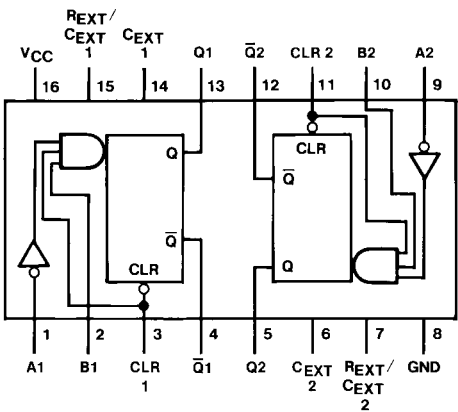 REXT/
CEXT CEXT
VCC 1 1 Q1 Q̅2 CLR 2 B2 A2
16 15 14 13 12 11 10 9
Q CLR
Q̅
Q̅
CLR Q
1 2 3 4 5 6 7 8
A1 B1 CLR Q̅1 Q2 CEXT REXT/ GND
1 2 CEXT
2